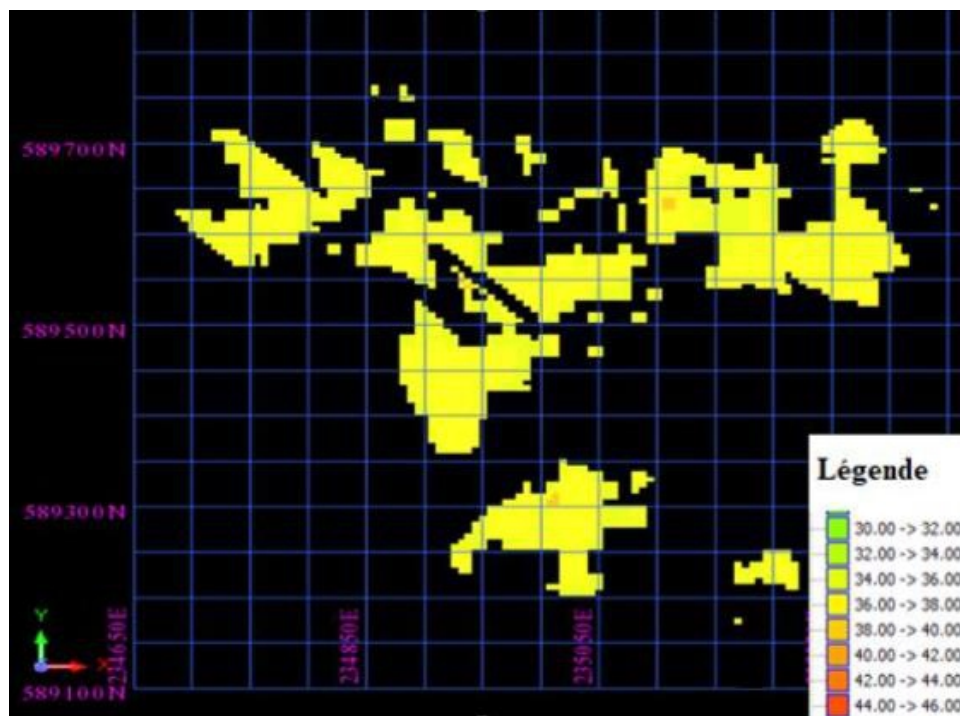 589700N
589500N
589300N
589100N
234650E
234850E
235050E
Y
X
Légende
30.00 -> 32.00
32.00 -> 34.00
34.00 -> 36.00
36.00 -> 38.00
38.00 -> 40.00
40.00 -> 42.00
42.00 -> 44.00
44.00 -> 46.00